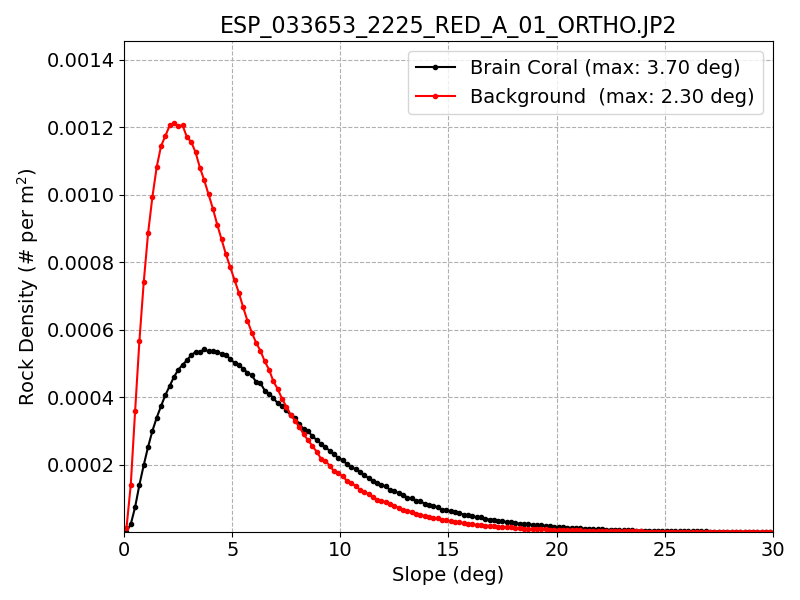 ESP_033653_2225_RED_A_01_ORTHO.JP2
Brain Coral (max: 3.70 deg)
Background  (max: 2.30 deg)
Rock Density (# per m²)
0.0014
0.0012
0.0010
0.0008
0.0006
0.0004
0.0002
0 5 10 15 20 25 30
Slope (deg)